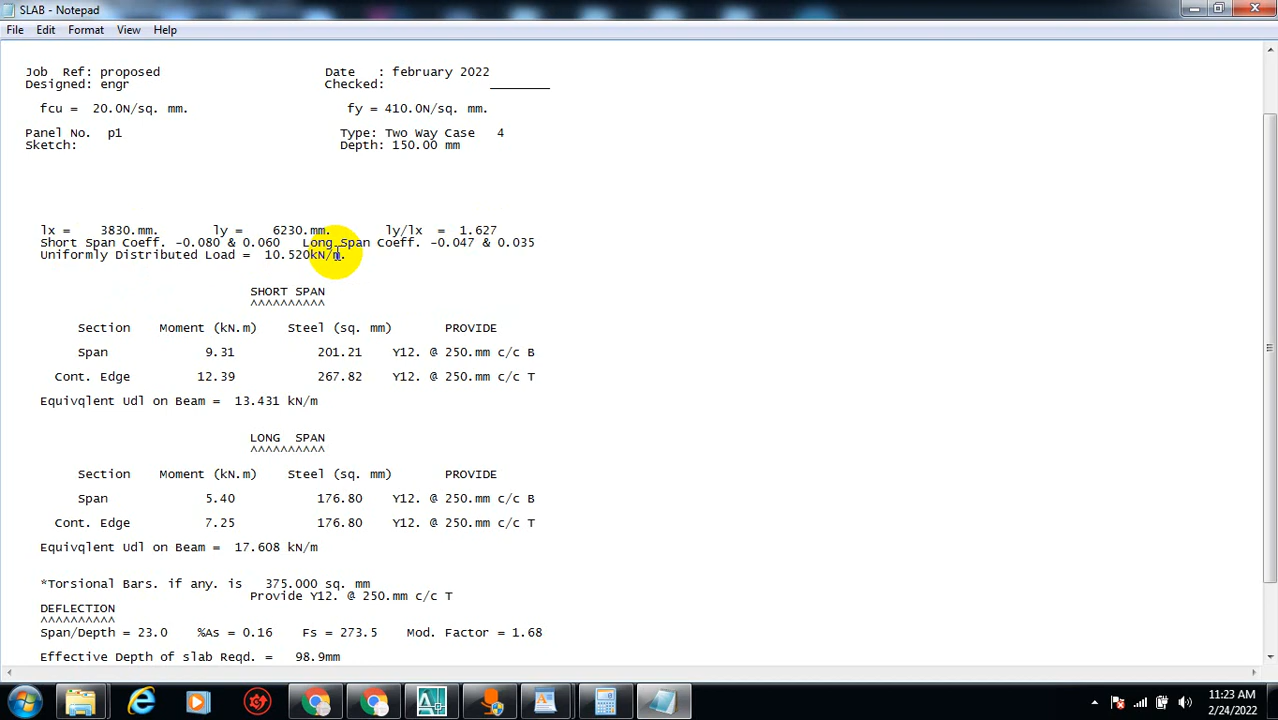 SLAB - Notepad
File Edit Format View Help
Job Ref: proposed Date : february 2022
Designed: engr Checked: ________
fcu = 20.0N/sq. mm. fy = 410.0N/sq. mm.
Panel No. p1 Type: Two Way Case 4
Sketch: Depth: 150.00 mm
lx = 3830.mm. ly = 6230.mm. ly/lx = 1.627
Short Span Coeff. -0.080 & 0.060 Long Span Coeff. -0.047 & 0.035
Uniformly Distributed Load = 10.520kN/m.
SHORT SPAN
^^^^^^^^^^
Section Moment (kN.m) Steel (sq. mm) PROVIDE
Span 9.31 201.21 Y12. @ 250.mm c/c B
Cont. Edge 12.39 267.82 Y12. @ 250.mm c/c T
Equivqlent Udl on Beam = 13.431 kN/m
LONG SPAN
^^^^^^^^^^
Section Moment (kN.m) Steel (sq. mm) PROVIDE
Span 5.40 176.80 Y12. @ 250.mm c/c B
Cont. Edge 7.25 176.80 Y12. @ 250.mm c/c T
Equivqlent Udl on Beam = 17.608 kN/m
*Torsional Bars. if any. is 375.000 sq. mm
Provide Y12. @ 250.mm c/c T
DEFLECTION
^^^^^^^^^^
Span/Depth = 23.0 %As = 0.16 Fs = 273.5 Mod. Factor = 1.68
Effective Depth of slab Reqd. = 98.9mm
11:23 AM
2/24/2022